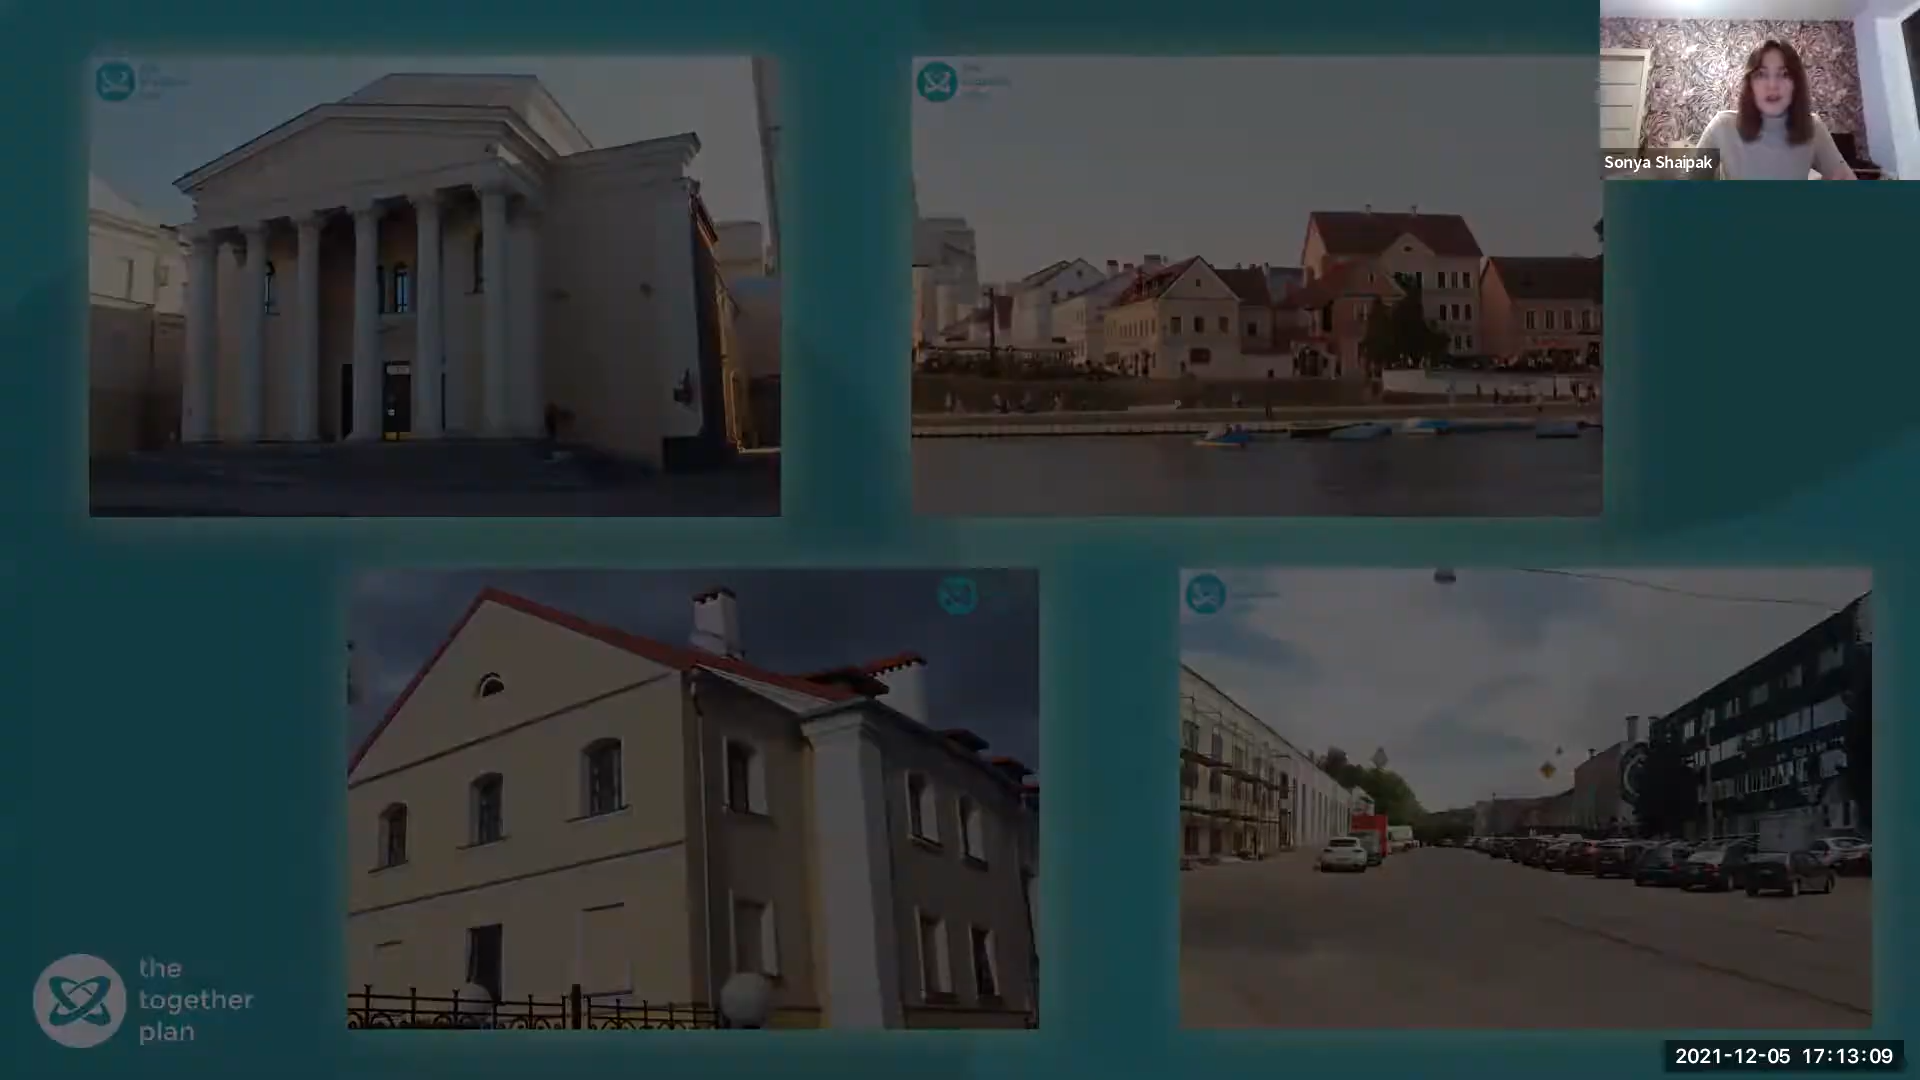 Sonya Shaipak
the
together
plan
2021-12-05 17:13:09